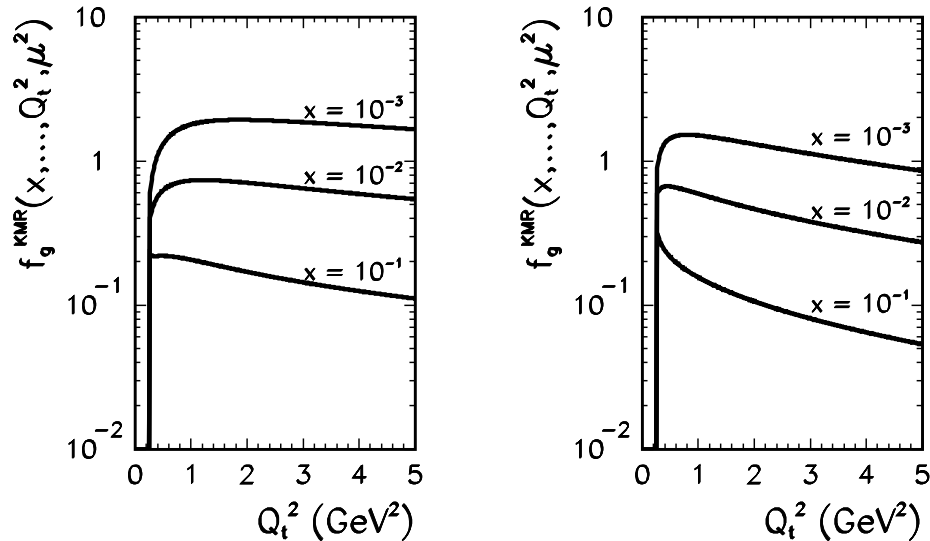 f_g^KMR(x,...,Q_t^2,μ^2)
10
1
10^-1
10^-2
x = 10^-3
x = 10^-2
x = 10^-1
0 1 2 3 4 5
Q_t^2 (GeV^2)
f_g^KMR(x,...,Q_t^2,μ^2)
10
1
10^-1
10^-2
x = 10^-3
x = 10^-2
x = 10^-1
0 1 2 3 4 5
Q_t^2 (GeV^2)